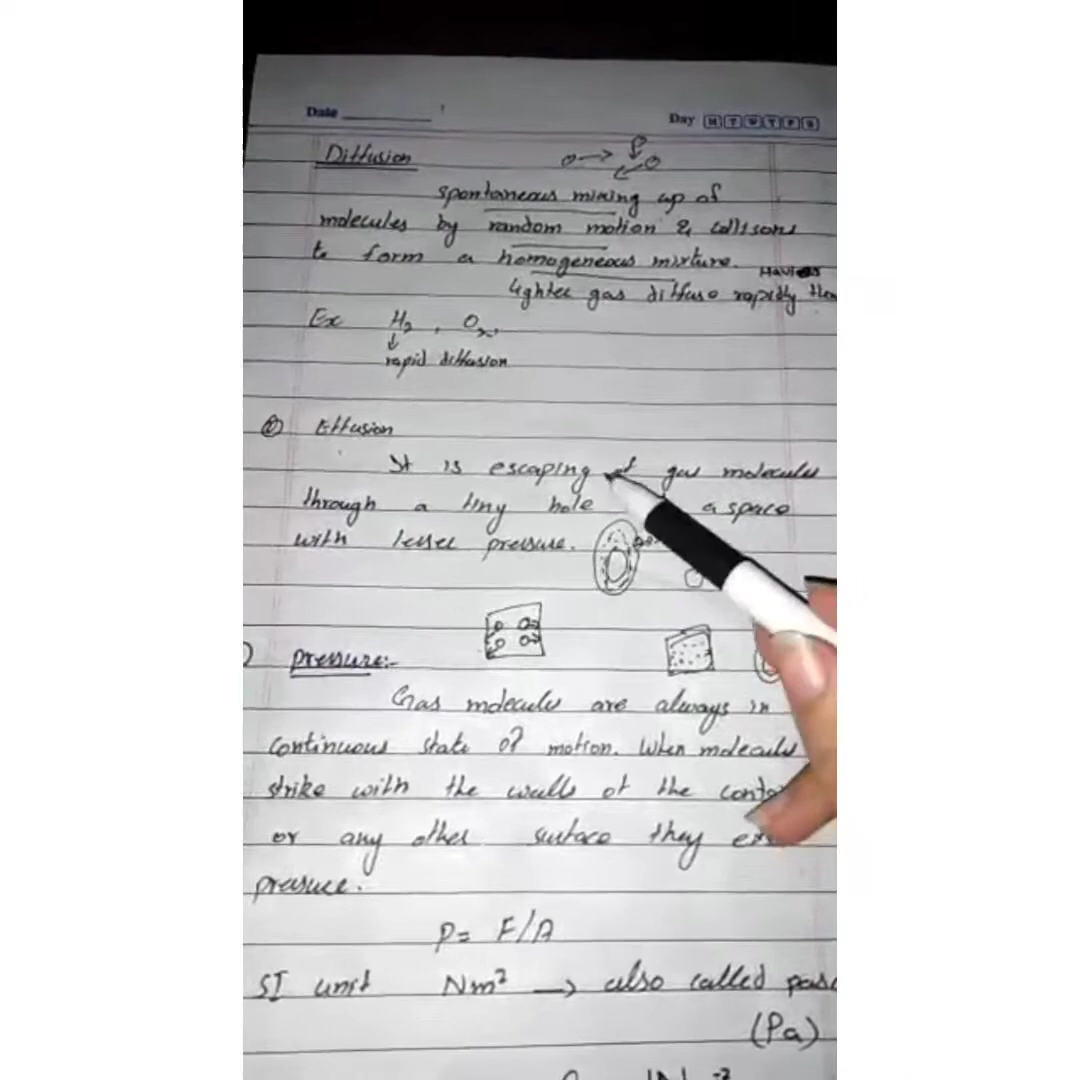 Date
Day M T W T F S
Diffusion
spontaneous mixing up of
molecules by random motion & collisons
to form a homogeneous mixture.
lighter gas diffuse rapidly then
Ex H₂, O₂,
↓
rapid diffusion
② Effusion
It is escaping of gas molecules
through a tiny hole a space
with lesser pressure.
Pressure:-
Gas molecules are always in
continuous state of motion. When molecules
strike with the walls of the
or any other surface they
pressure.
P = F/A
SI unit Nm² → also called
(Pa)